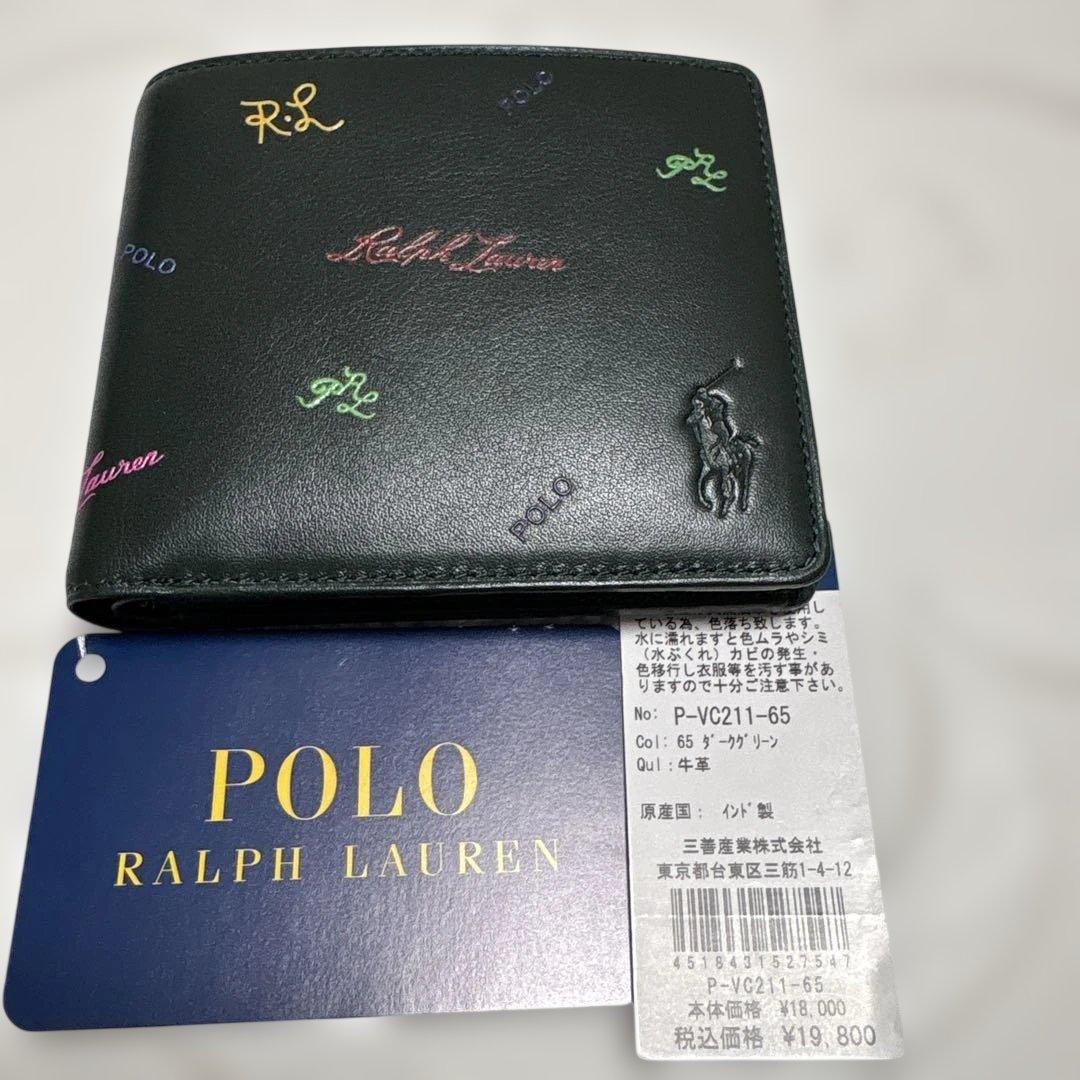 R·L
POLO
PRL
Ralph Lauren
POLO
PRL
Lauren
POLO
POLO
RALPH LAUREN
ている為、色落ち致します。
水に濡れますと色ムラやシミ
(水ぶくれ)カビの発生・
色移行し衣服等を汚す事があ
りますので十分ご注意下さい。
No: P-VC211-65
Col: 65 ﾀﾞｰｸｸﾞﾘｰﾝ
Qul:牛革
原産国: ｲﾝﾄﾞ製
三善産業株式会社
東京都台東区三筋1-4-12
4518431527547
P-VC211-65
本体価格 ¥18,000
税込価格 ¥19,800